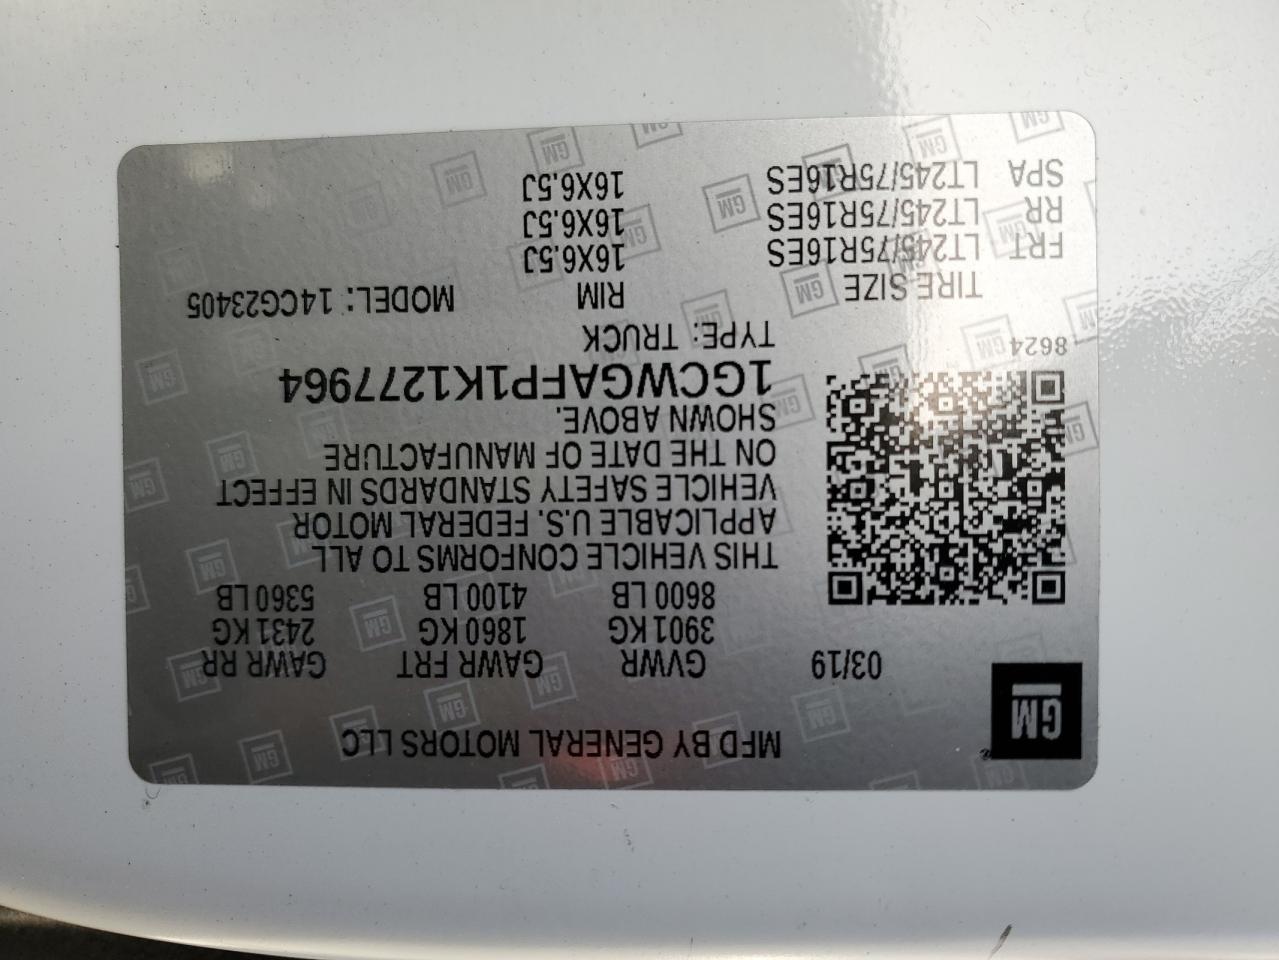 MFD BY GENERAL MOTORS LLC
GM
03/19 GVWR GAWR FRT GAWR RR
3901 KG 1860 KG 2431 KG
8600 LB 4100 LB 5360 LB
THIS VEHICLE CONFORMS TO ALL
APPLICABLE U.S. FEDERAL MOTOR
VEHICLE SAFETY STANDARDS IN EFFECT
ON THE DATE OF MANUFACTURE
SHOWN ABOVE.
1GCWGAFP1K1277964
8624
TYPE: TRUCK
TIRE SIZE RIM MODEL: 14CG23405
FRT LT245/75R16ES 16X6.5J
RR LT245/75R16ES 16X6.5J
SPA LT245/75R16ES 16X6.5J